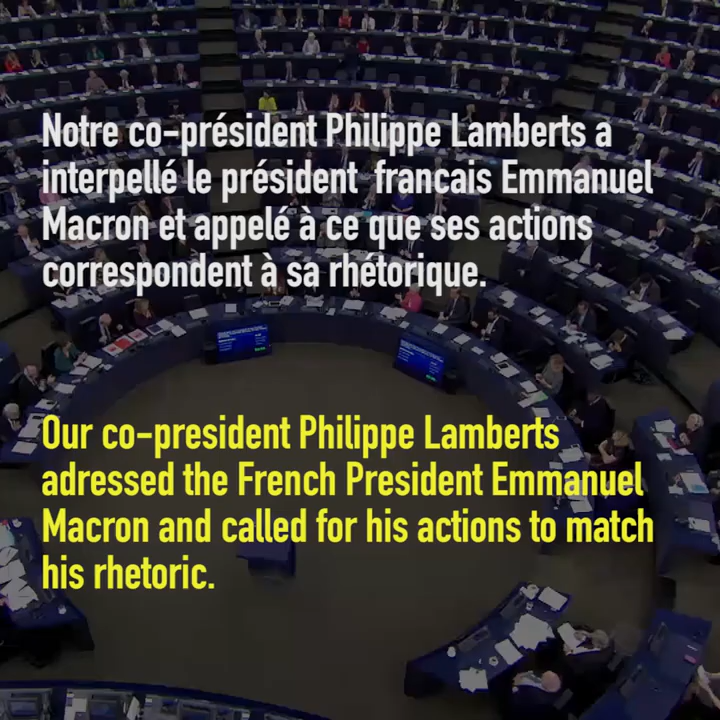 Notre co-président Philippe Lamberts a
interpellé le président francais Emmanuel
Macron et appelé à ce que ses actions
correspondent à sa rhétorique.
Our co-president Philippe Lamberts
adressed the French President Emmanuel
Macron and called for his actions to match
his rhetoric.